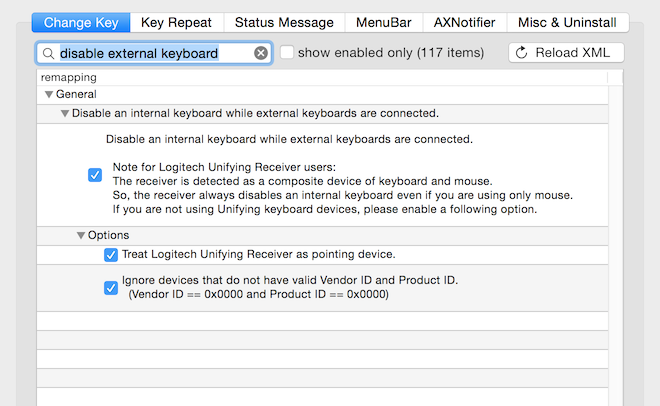 Change Key Key Repeat Status Message MenuBar AXNotifier Misc & Uninstall
disable external keyboard show enabled only (117 items) Reload XML
remapping
General
Disable an internal keyboard while external keyboards are connected.
Disable an internal keyboard while external keyboards are connected.
Note for Logitech Unifying Receiver users:
The receiver is detected as a composite device of keyboard and mouse.
So, the receiver always disables an internal keyboard even if you are using only mouse.
If you are not using Unifying keyboard devices, please enable a following option.
Options
Treat Logitech Unifying Receiver as pointing device.
Ignore devices that do not have valid Vendor ID and Product ID.
(Vendor ID == 0x0000 and Product ID == 0x0000)